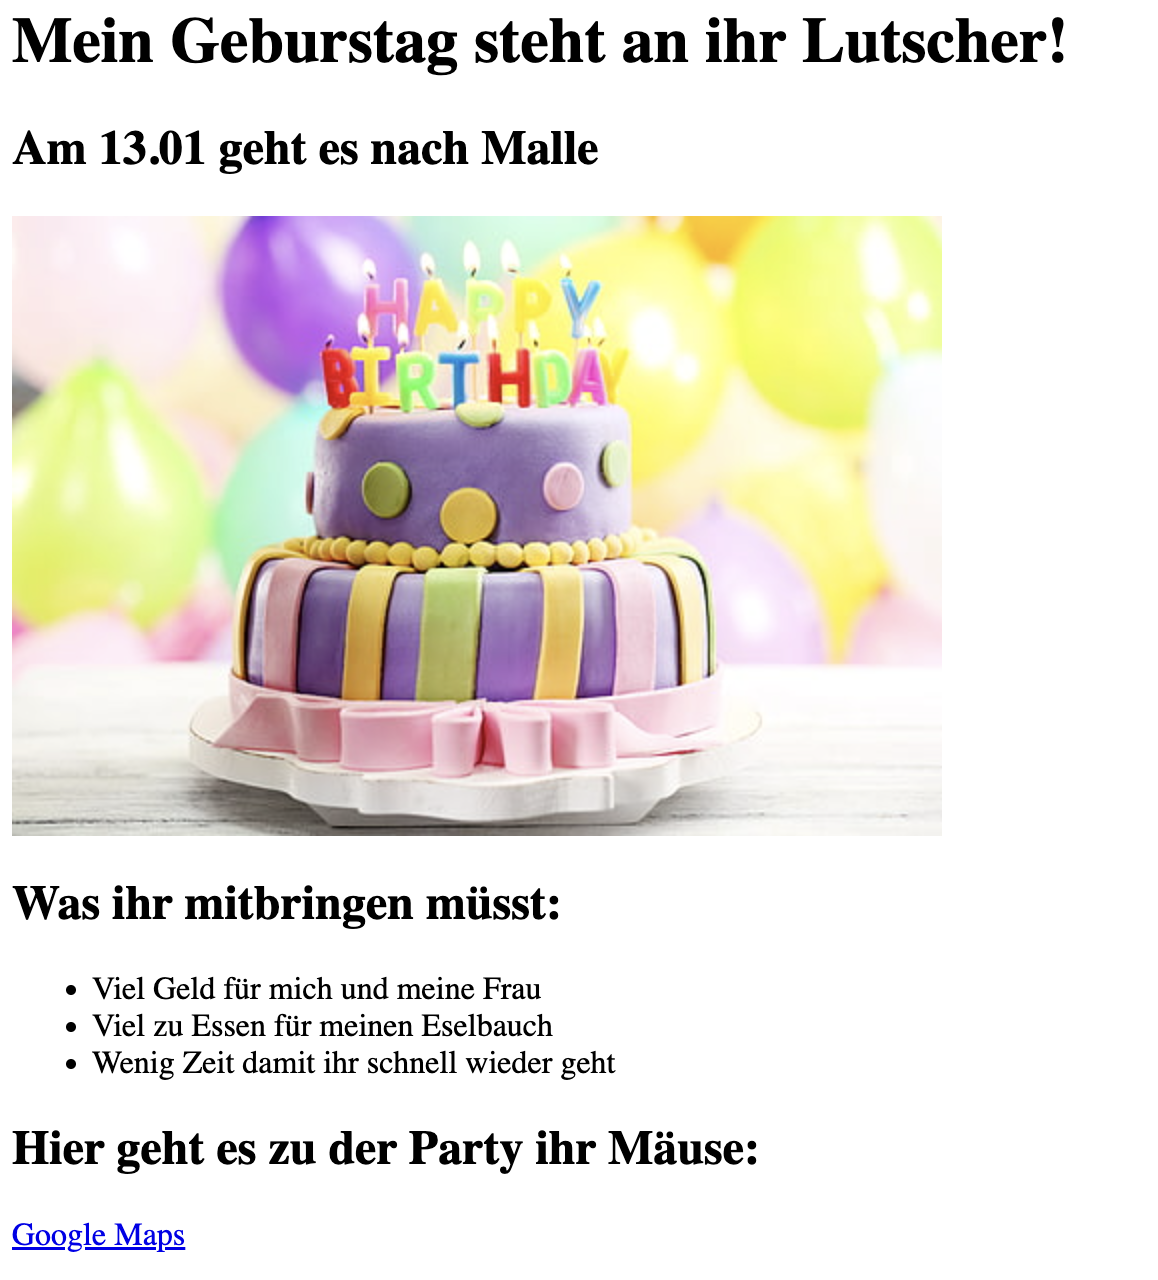 Mein Geburstag steht an ihr Lutscher!
Am 13.01 geht es nach Malle
HAPPY
BIRTHDAY
Was ihr mitbringen müsst:
Viel Geld für mich und meine Frau
Viel zu Essen für meinen Eselbauch
Wenig Zeit damit ihr schnell wieder geht
Hier geht es zu der Party ihr Mäuse:
Google Maps